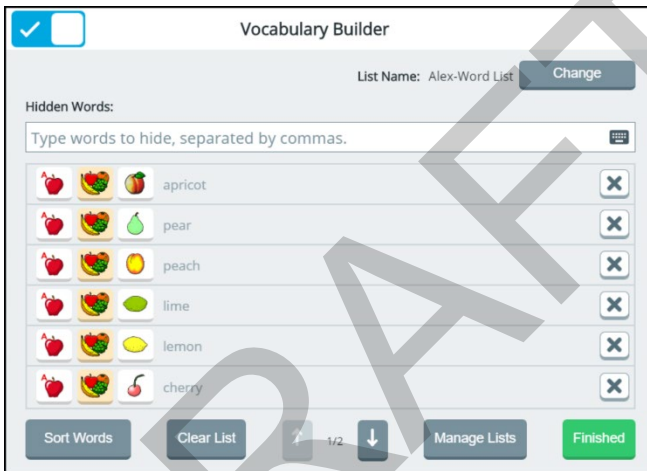 Vocabulary Builder
List Name: Alex-Word List Change
Hidden Words:
Type words to hide, separated by commas.
apricot
pear
peach
lime
lemon
cherry
Sort Words Clear List 1/2 Manage Lists Finished
DRAFT